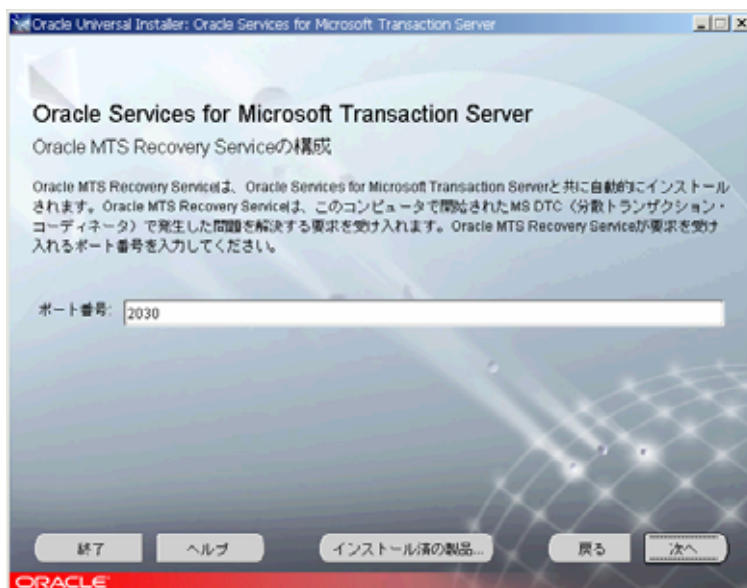 Oracle Universal Installer: Oracle Services for Microsoft Transaction Server
Oracle Services for Microsoft Transaction Server
Oracle MTS Recovery Serviceの構成
Oracle MTS Recovery Serviceは、Oracle Services for Microsoft Transaction Serverと共に自動的にインストール
されます。Oracle MTS Recovery Serviceは、このコンピュータで開始されたMS DTC（分散トランザクション・
コーディネータ）で発生した問題を解決する要求を受け入れます。Oracle MTS Recovery Serviceが要求を受け
入れるポート番号を入力してください。
ポート番号: 2030
終了 ヘルプ インストール済の製品... 戻る 次へ
ORACLE